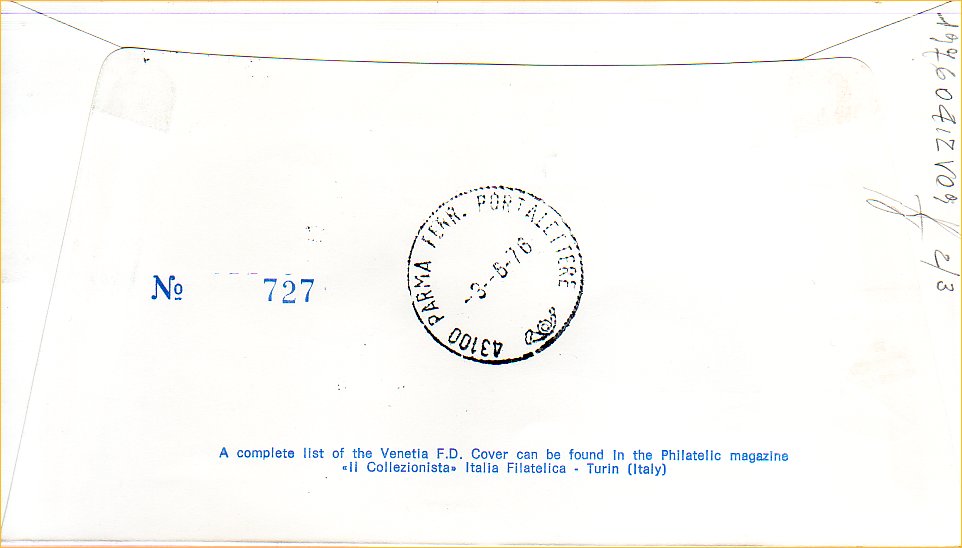 No 727
43100 PARMA FERR. PORTALETTERE
-8.-6-76
A complete list of the Venetia F.D. Cover can be found in the Philatelic magazine
«Il Collezionista» Italia Filatelica - Turin (Italy)
2/3